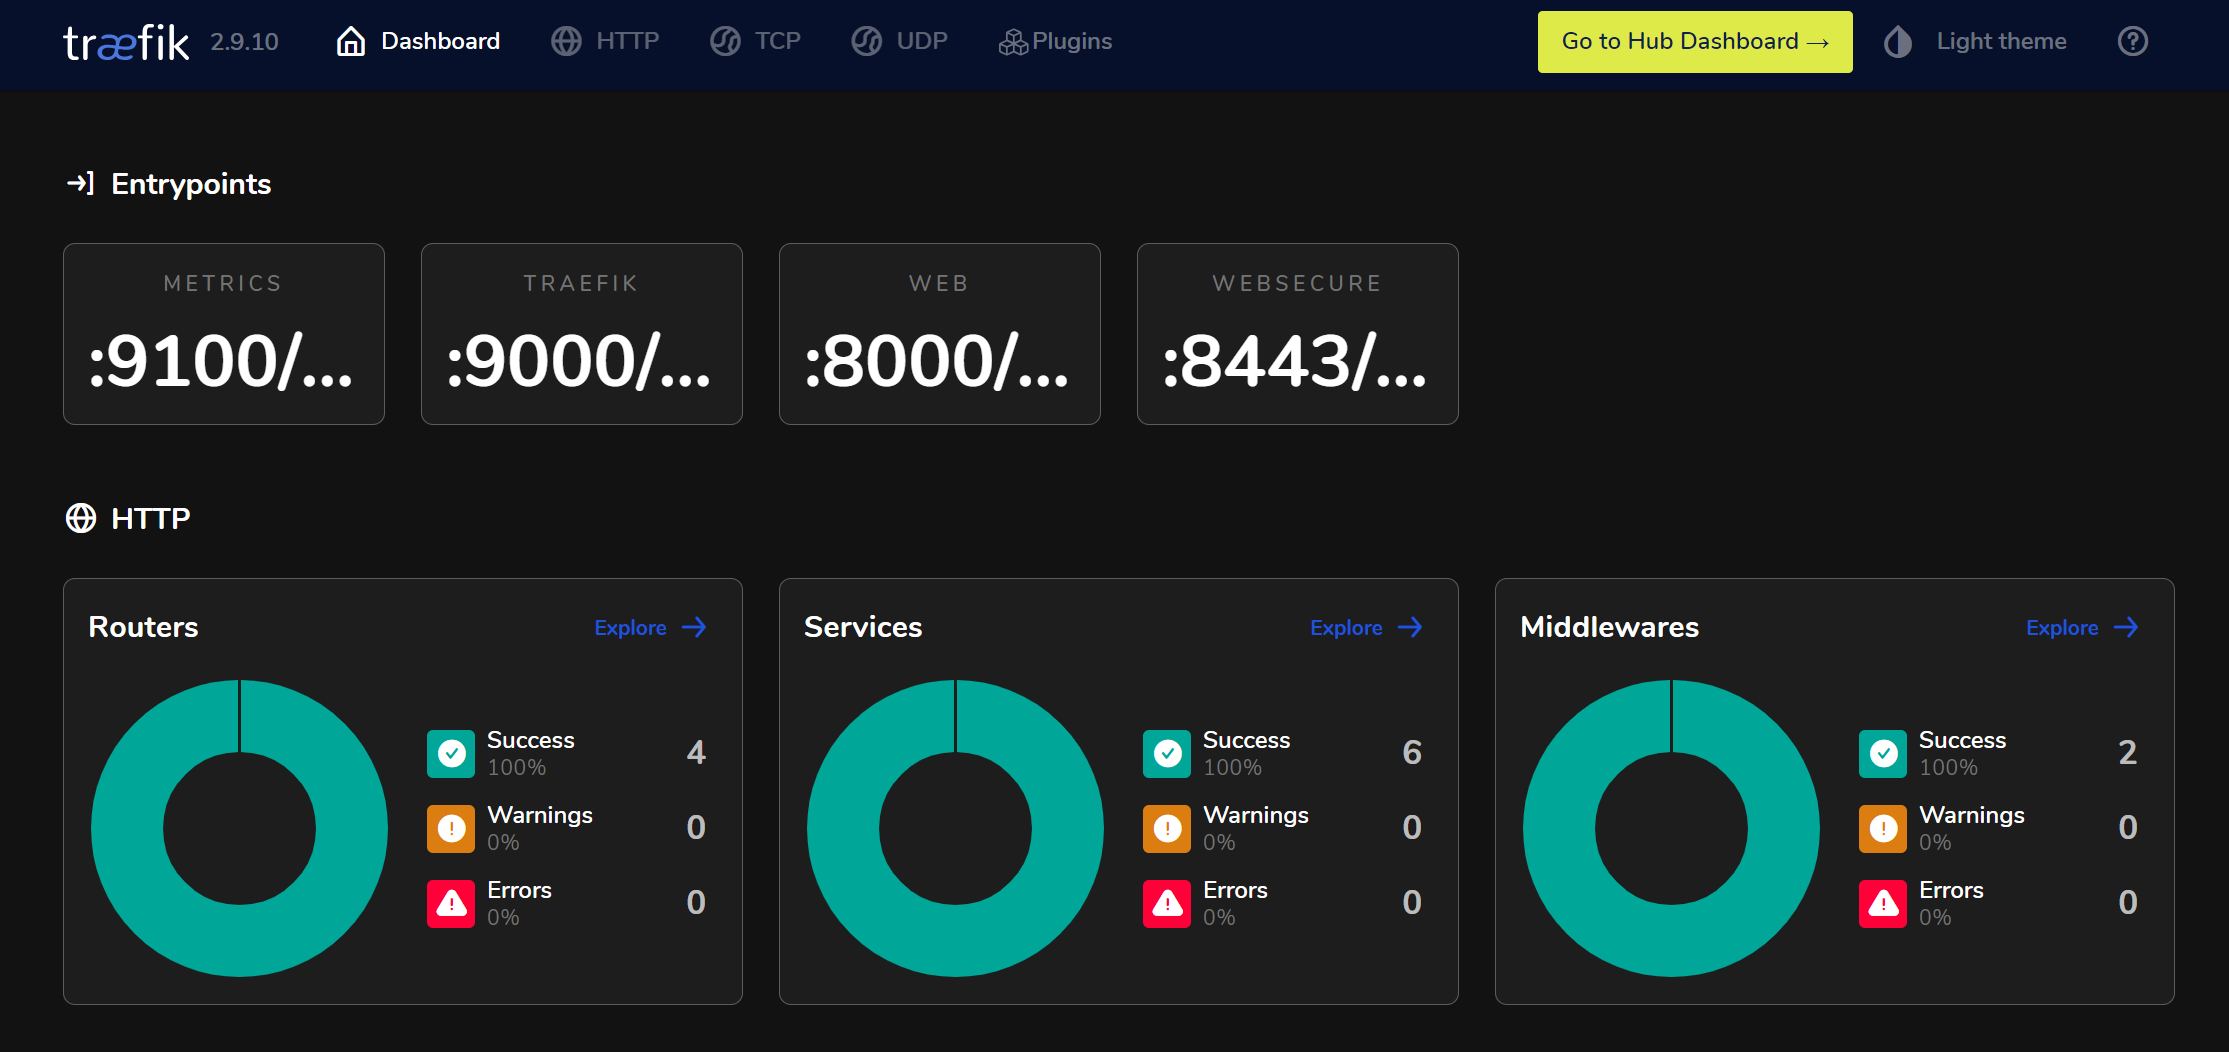 træfik 2.9.10 Dashboard HTTP TCP UDP Plugins Go to Hub Dashboard → Light theme
Entrypoints
METRICS
:9100/...
TRAEFIK
:9000/...
WEB
:8000/...
WEBSECURE
:8443/...
HTTP
Routers Explore
Success 4
100%
Warnings 0
0%
Errors 0
0%
Services Explore
Success 6
100%
Warnings 0
0%
Errors 0
0%
Middlewares Explore
Success 2
100%
Warnings 0
0%
Errors 0
0%